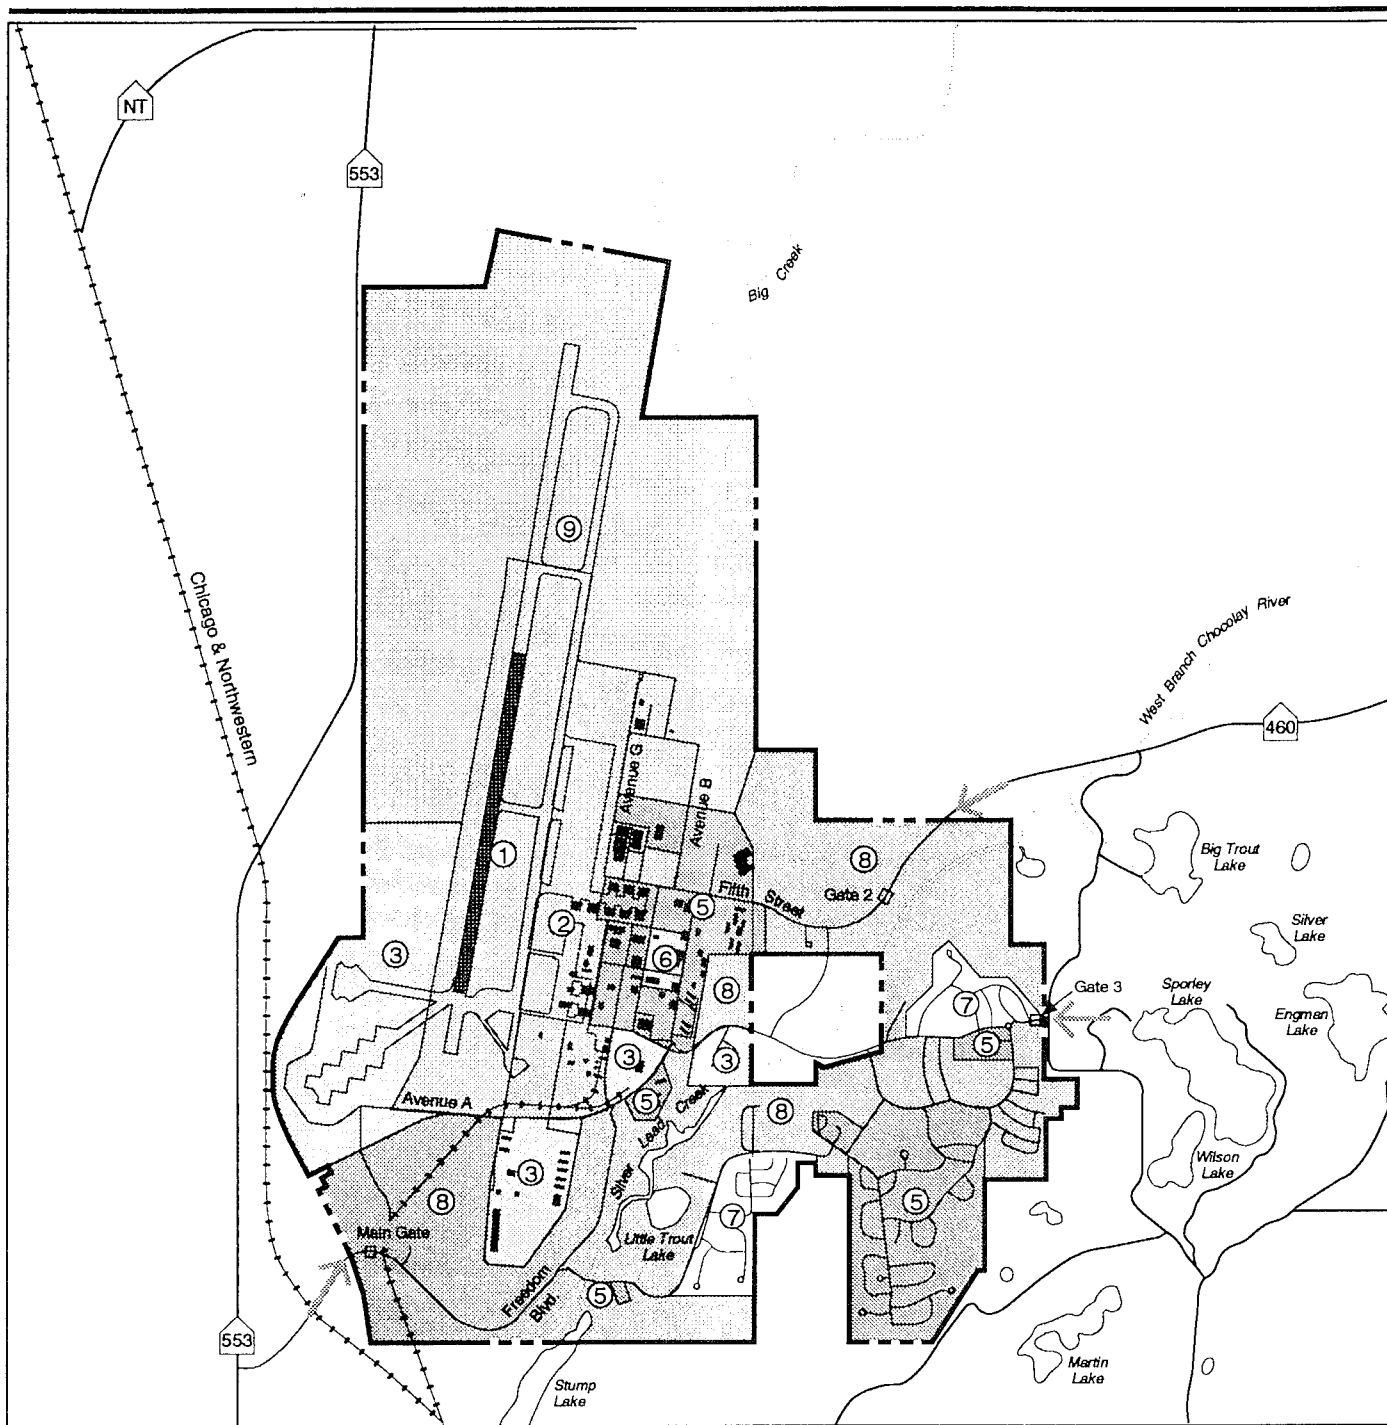 NT
553
Big Creek
9
Chicago & Northwestern
West Branch Chocolay River
460
Avenue G
Avenue B
1
8
Big Trout
Lake
Gate 2
Fifth Street
5
2
Silver
Lake
3
6
8
7
Gate 3
Sporley
Lake
Engman
Lake
3
3
5
Avenue A
5
8
Silver Lead Creek
Wilson
Lake
3
8
5
7
Main Gate
Little Trout
Lake
Freedom
Blvd.
5
553
Stump
Lake
Martin
Lake